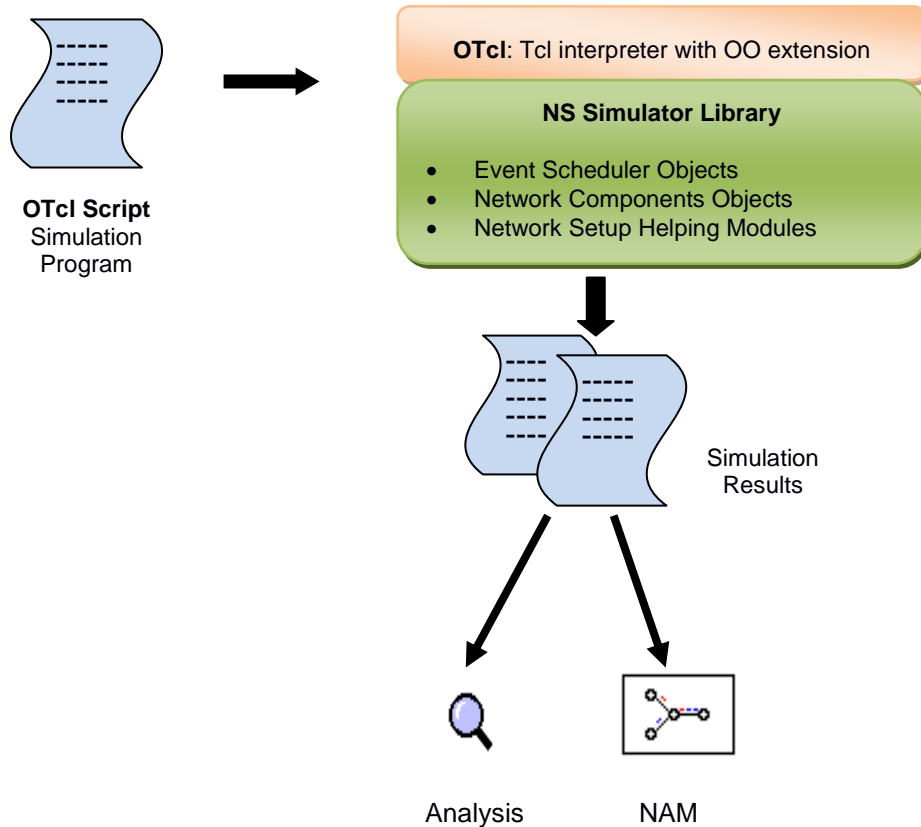 OTcl: Tcl interpreter with OO extension
NS Simulator Library
• Event Scheduler Objects
• Network Components Objects
• Network Setup Helping Modules
OTcl Script
Simulation
Program
Simulation
Results
Analysis
NAM